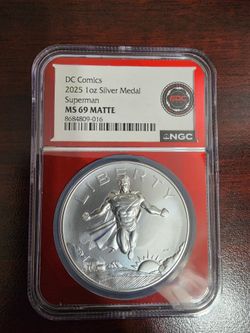 DC Comics
2025 1oz Silver Medal
Superman
MS 69 MATTE
8684809-016
NGC
LIBERTY